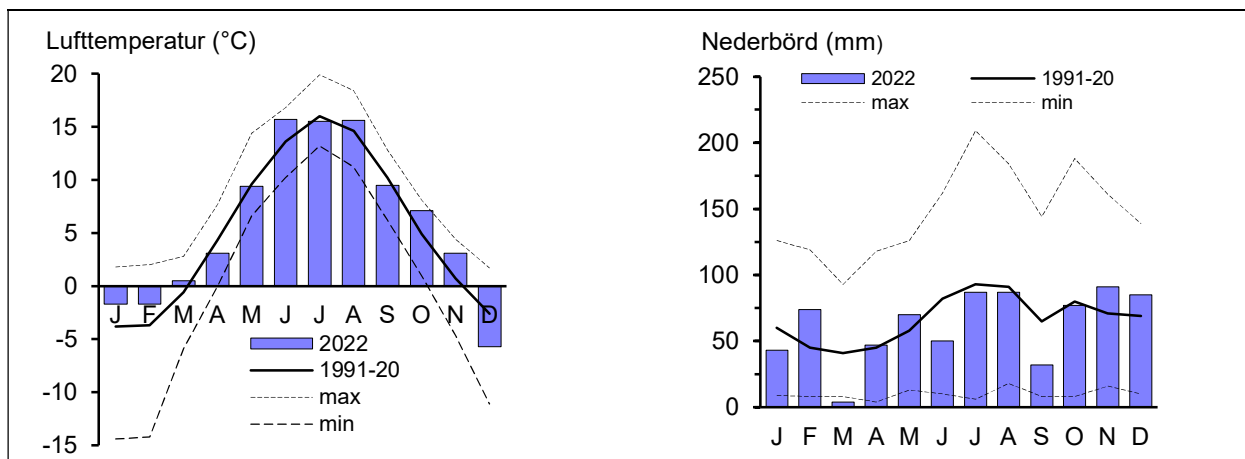 Lufttemperatur (°C)
20
15
10
5
0
-5
-10
-15
J F M A M J J A S O N D
2022
1991-20
max
min
Nederbörd (mm)
250
200
150
100
50
0
2022 1991-20
max min
J F M A M J J A S O N D